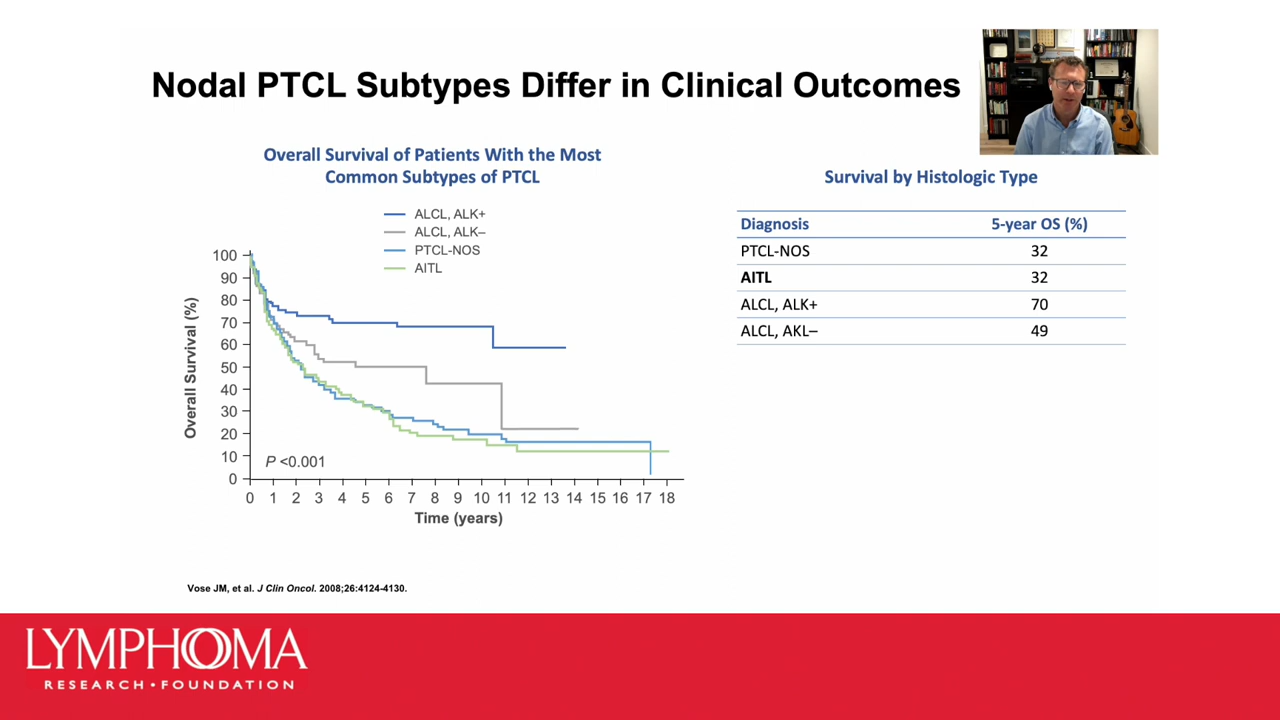 Nodal PTCL Subtypes Differ in Clinical Outcomes
Overall Survival of Patients With the Most
Common Subtypes of PTCL
ALCL, ALK+
ALCL, ALK–
PTCL-NOS
AITL
Overall Survival (%)
100
90
80
70
60
50
40
30
20
10
0
P <0.001
0 1 2 3 4 5 6 7 8 9 10 11 12 13 14 15 16 17 18
Time (years)
Survival by Histologic Type
Diagnosis 5-year OS (%)
PTCL-NOS 32
AITL 32
ALCL, ALK+ 70
ALCL, AKL– 49
Vose JM, et al. J Clin Oncol. 2008;26:4124-4130.
LYMPHOMA
RESEARCH • FOUNDATION